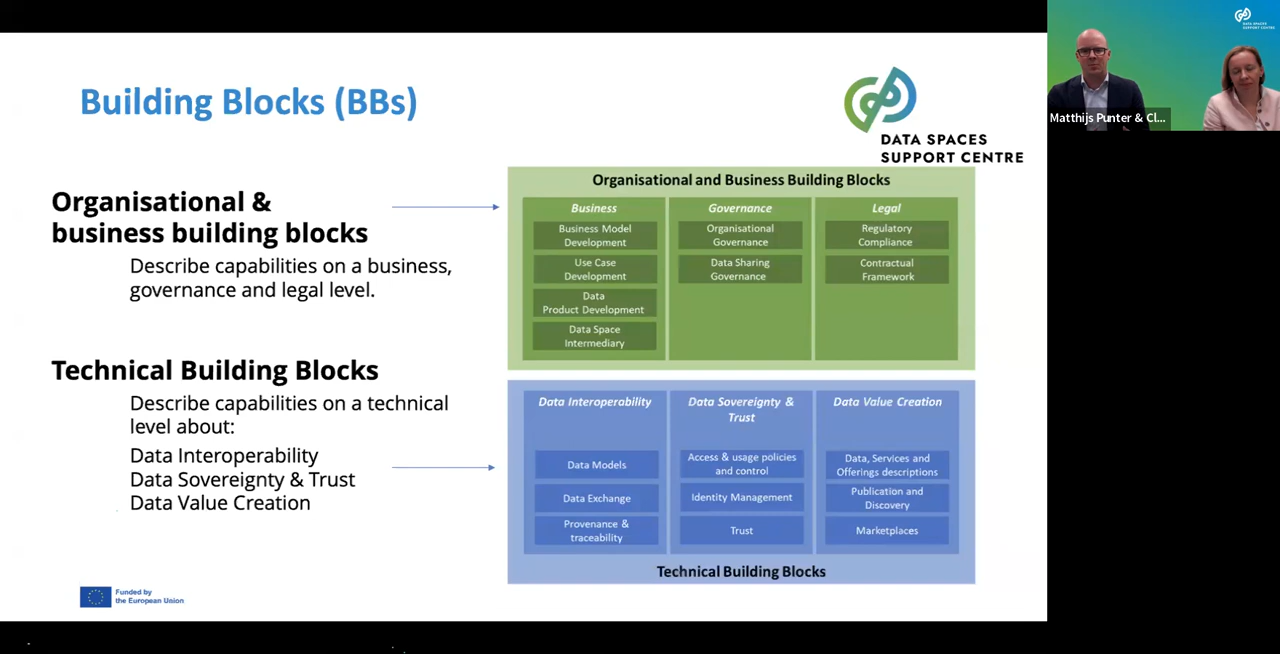 Building Blocks (BBs)
DATA SPACES
SUPPORT CENTRE
Organisational &
business building blocks
Describe capabilities on a business,
governance and legal level.
Technical Building Blocks
Describe capabilities on a technical
level about:
Data Interoperability
Data Sovereignty & Trust
Data Value Creation
Organisational and Business Building Blocks
Business
Business Model
Development
Use Case
Development
Data
Product Development
Data Space
Intermediary
Governance
Organisational
Governance
Data Sharing
Governance
Legal
Regulatory
Compliance
Contractual
Framework
Data Interoperability
Data Models
Data Exchange
Provenance &
traceability
Data Sovereignty &
Trust
Access & usage policies
and control
Identity Management
Trust
Data Value Creation
Data, Services and
Offerings descriptions
Publication and
Discovery
Marketplaces
Technical Building Blocks
Funded by
the European Union
DATA SPACES
SUPPORT CENTRE
Matthijs Punter & Cl...